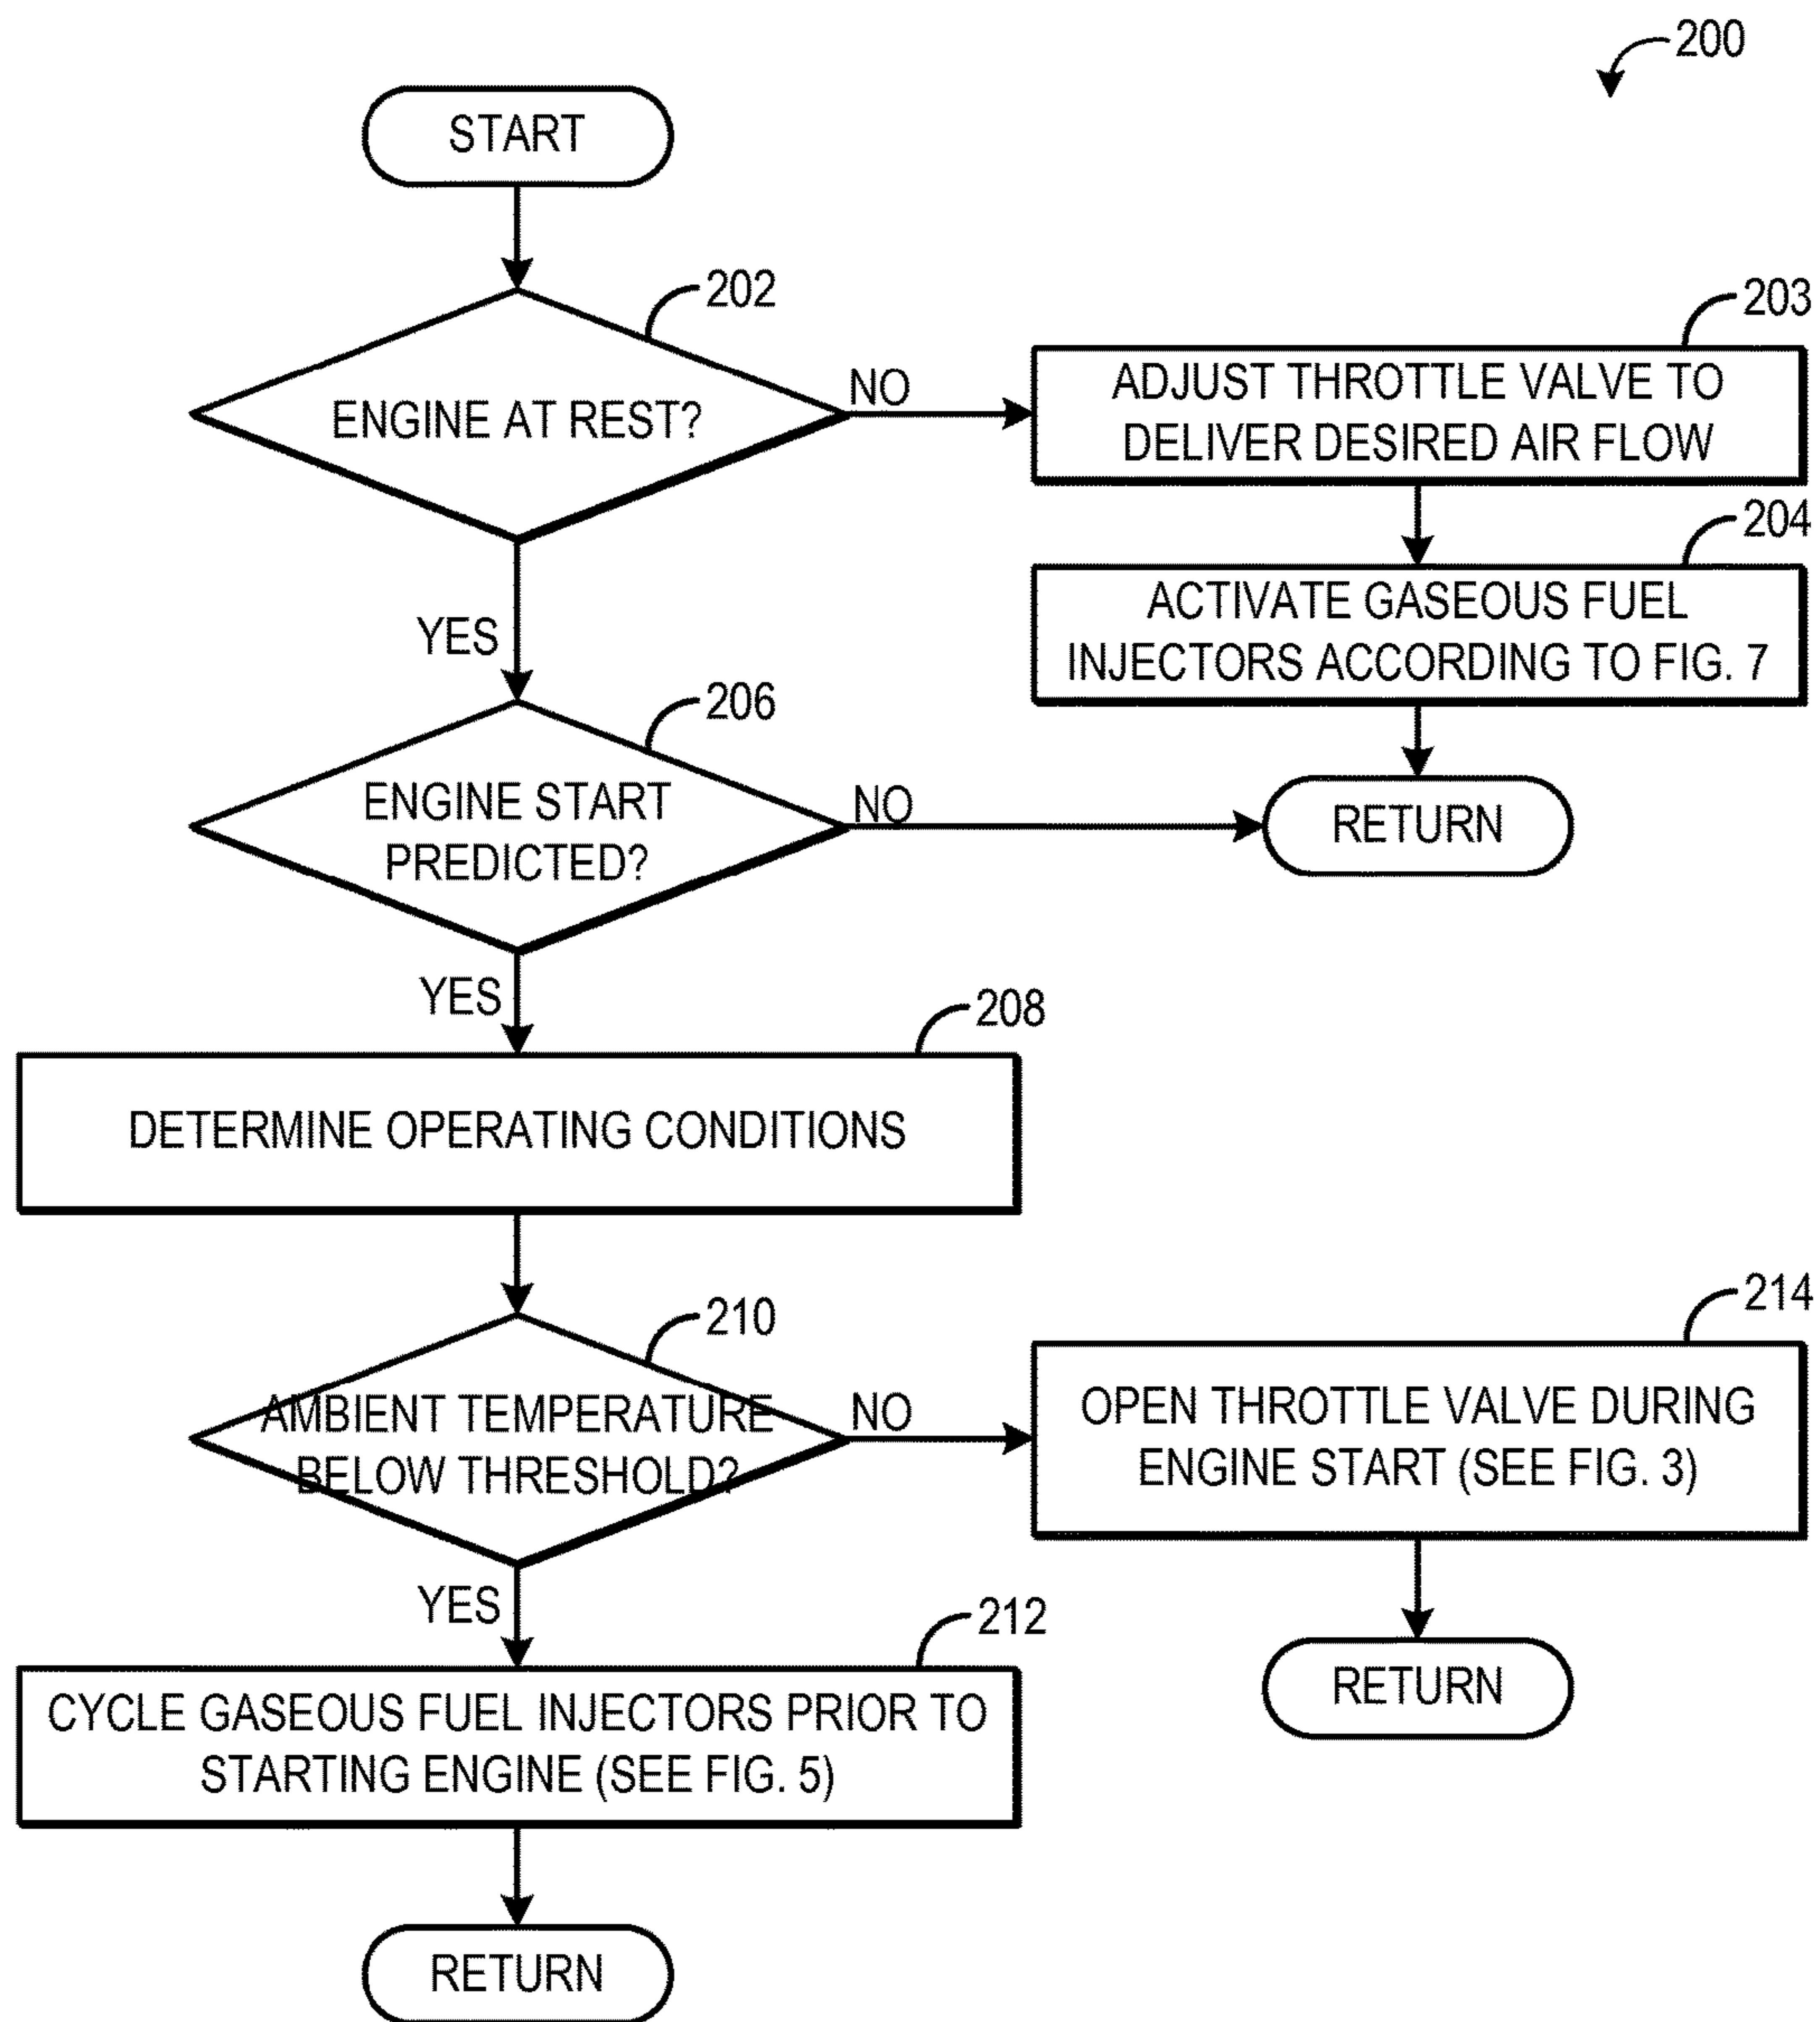 200
START
202
ENGINE AT REST?
NO
203
ADJUST THROTTLE VALVE TO
DELIVER DESIRED AIR FLOW
204
ACTIVATE GASEOUS FUEL
INJECTORS ACCORDING TO FIG. 7
YES
206
ENGINE START
PREDICTED?
NO
RETURN
YES
208
DETERMINE OPERATING CONDITIONS
210
AMBIENT TEMPERATURE
BELOW THRESHOLD?
NO
214
OPEN THROTTLE VALVE DURING
ENGINE START (SEE FIG. 3)
RETURN
YES
212
CYCLE GASEOUS FUEL INJECTORS PRIOR TO
STARTING ENGINE (SEE FIG. 5)
RETURN